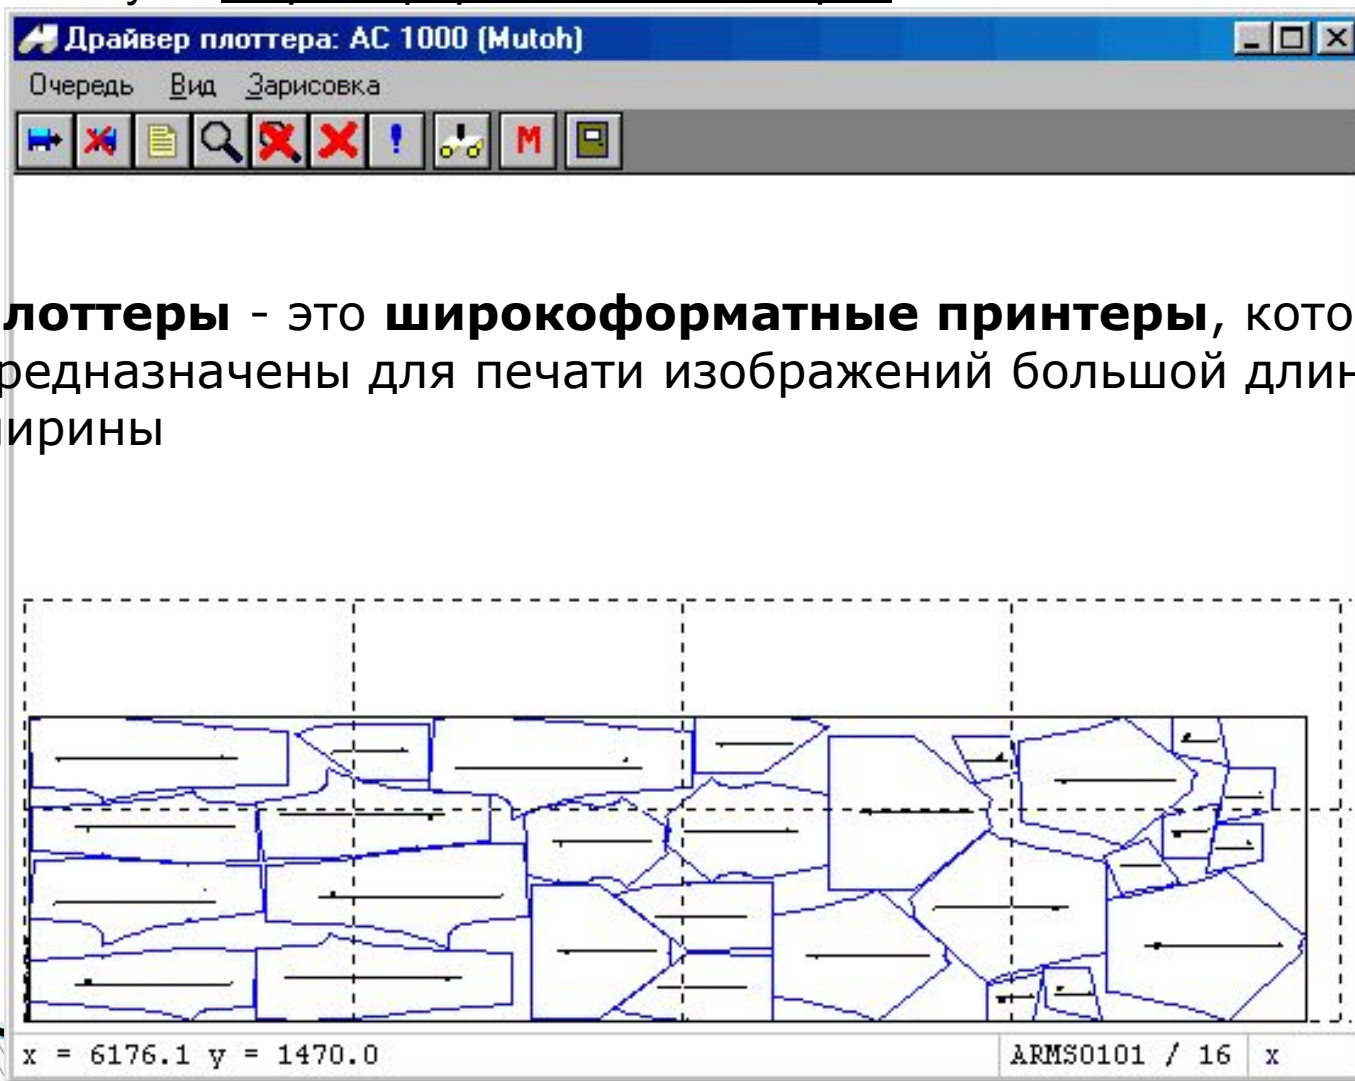 Драйвер плоттера: AC 1000 (Mutoh)
Очередь Вид Зарисовка
M
лоттеры - это широкоформатные принтеры, кото
редназначены для печати изображений большой длин
ирины
x = 6176.1 y = 1470.0
ARMS0101 / 16 x